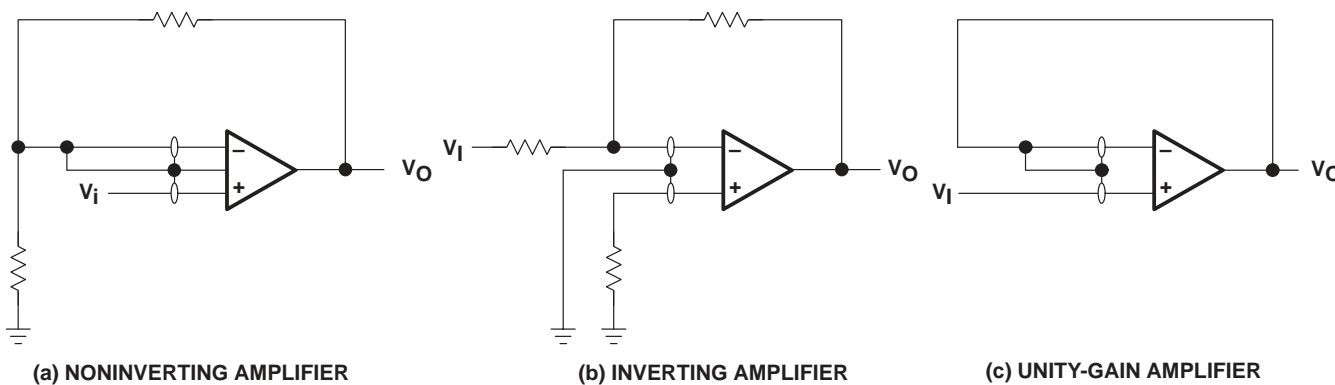 Vi
−
+
VO
(a) NONINVERTING AMPLIFIER
VI
−
+
VO
(b) INVERTING AMPLIFIER
VI
−
+
VO
(c) UNITY-GAIN AMPLIFIER